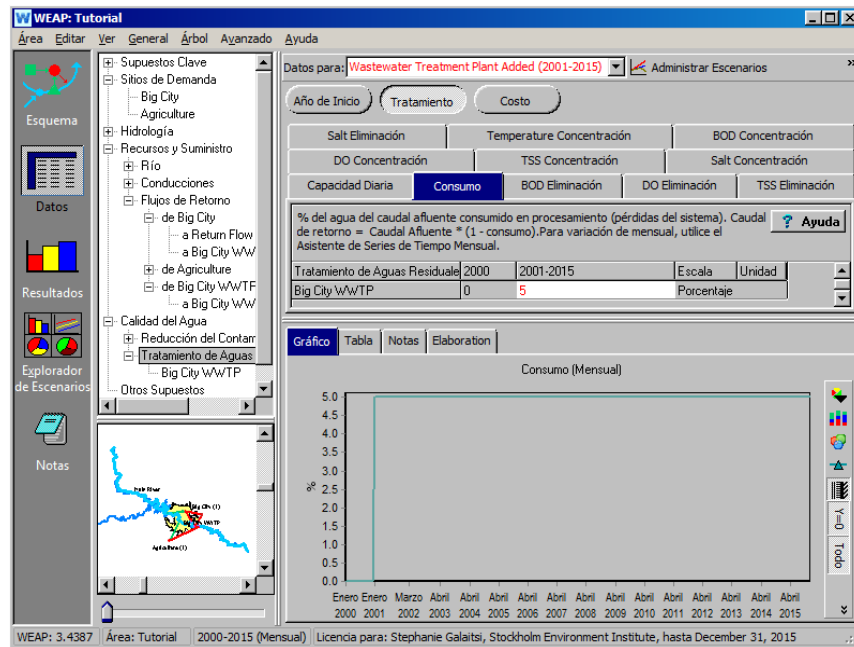 WEAP: Tutorial
Área Editar Ver General Árbol Avanzado Ayuda
Esquema
Datos
Resultados
Explorador
de Escenarios
Notas
Supuestos Clave
Sitios de Demanda
Big City
Agriculture
Hidrología
Recursos y Suministro
Río
Conducciones
Flujos de Retorno
de Big City
a Return Flow
a Big City WW
de Agriculture
de Big City WWTF
a Big City WW
Calidad del Agua
Reducción del Contam
Tratamiento de Aguas
Big City WWTP
Otros Supuestos
Big City (1)
Agriculture (1)
Datos para: Wastewater Treatment Plant Added (2001-2015) Administrar Escenarios »
Año de Inicio Tratamiento Costo
Salt Eliminación Temperature Concentración BOD Concentración
DO Concentración TSS Concentración Salt Concentración
Capacidad Diaria Consumo BOD Eliminación DO Eliminación TSS Eliminación
% del agua del caudal afluente consumido en procesamiento (pérdidas del sistema). Caudal
de retorno = Caudal Afluente * (1 - consumo).Para variación de mensual, utilice el
Asistente de Series de Tiempo Mensual.
? Ayuda
Tratamiento de Aguas Residuale 2000 2001-2015 Escala Unidad
Big City WWTP 0 5 Porcentaje
Gráfico Tabla Notas Elaboration
Consumo (Mensual)
%
5.0
4.5
4.0
3.5
3.0
2.5
2.0
1.5
1.0
0.5
0.0
Enero Enero Marzo Abril Abril Abril Abril Abril Abril Abril Abril Abril Abril Abril Abril Abril
2000 2001 2002 2003 2004 2005 2006 2007 2008 2009 2010 2011 2012 2013 2014 2015
Y=0
Todo
WEAP: 3.4387 Área: Tutorial 2000-2015 (Mensual) Licencia para: Stephanie Galaitsi, Stockholm Environment Institute, hasta December 31, 2015